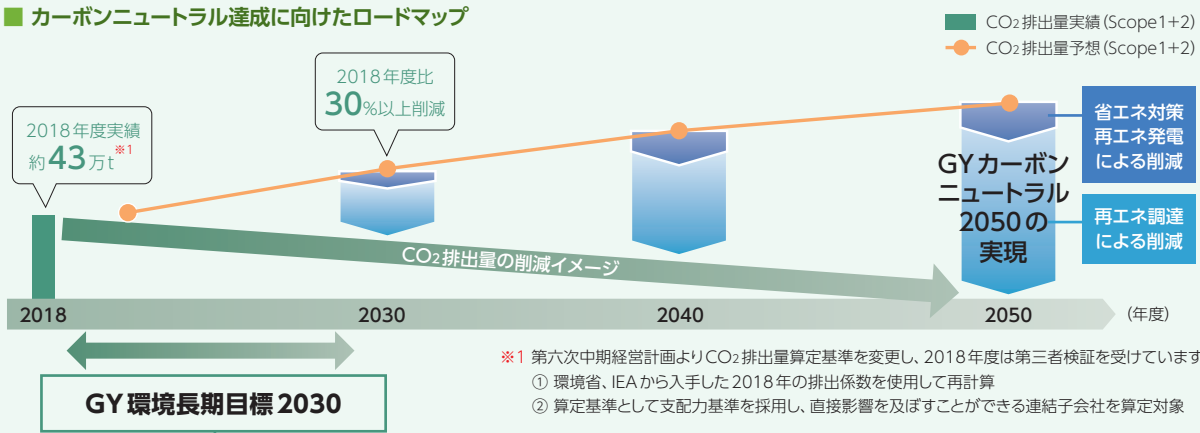 ■ カーボンニュートラル達成に向けたロードマップ
CO2排出量実績(Scope1+2)
CO2排出量予想(Scope1+2)
2018年度実績
約43万t※1
2018年度比
30%以上削減
省エネ対策
再エネ発電
による削減
GYカーボン
ニュートラル
2050の
実現
再エネ調達
による削減
CO2排出量の削減イメージ
2018
2030
2040
2050
(年度)
GY環境長期目標2030
※1 第六次中期経営計画よりCO2排出量算定基準を変更し、2018年度は第三者検証を受けています
① 環境省、IEAから入手した2018年の排出係数を使用して再計算
② 算定基準として支配力基準を採用し、直接影響を及ぼすことができる連結子会社を算定対象